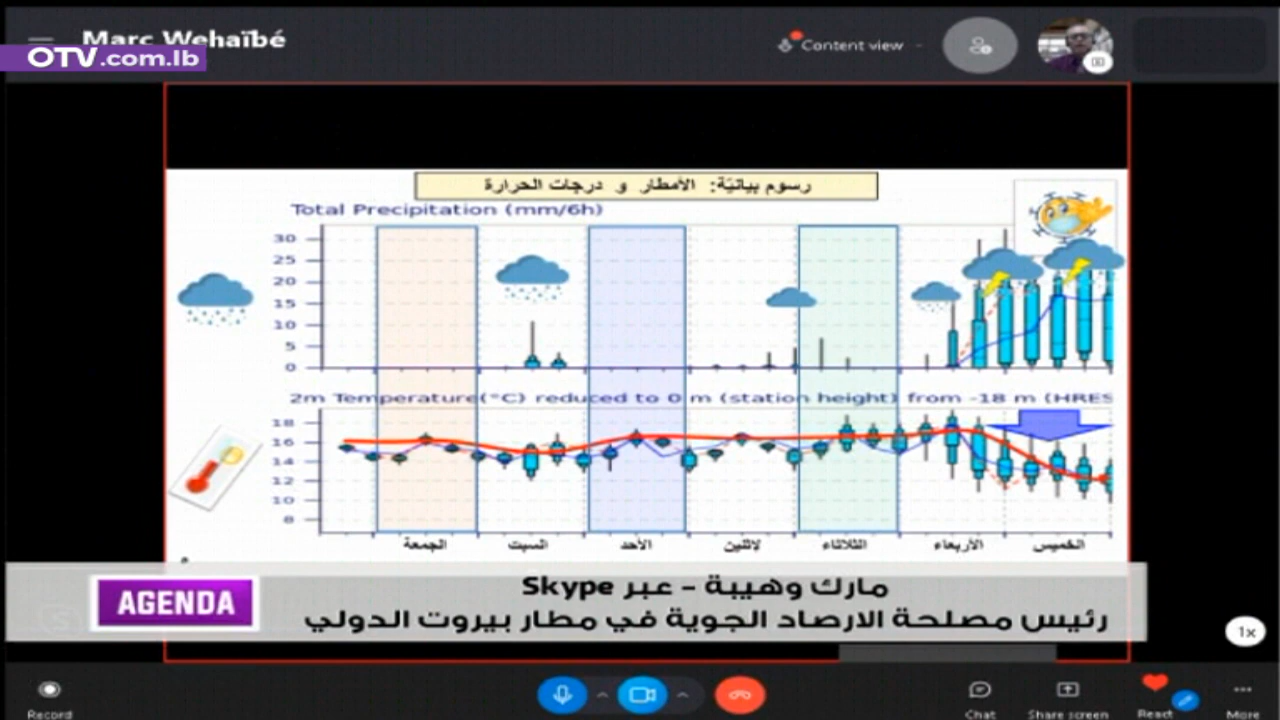 Marc Wehaïbé
Content view
OTV.com.lb
رسوم بيانيّة: الأمطار و درجات الحرارة
Total Precipitation (mm/6h)
30
25
20
15
10
5
0
2m Temperature(°C) reduced to 0 m (station height) from -18 m (HRES
18
16
14
12
10
8
الجمعة السبت الأحد لإثنين الثلاثاء الأربعاء الخميس
مارك وهيبة - عبر Skype
AGENDA
رئيس مصلحة الارصاد الجوية في مطار بيروت الدولي
1x
Record
Chat
Share screen
React
More